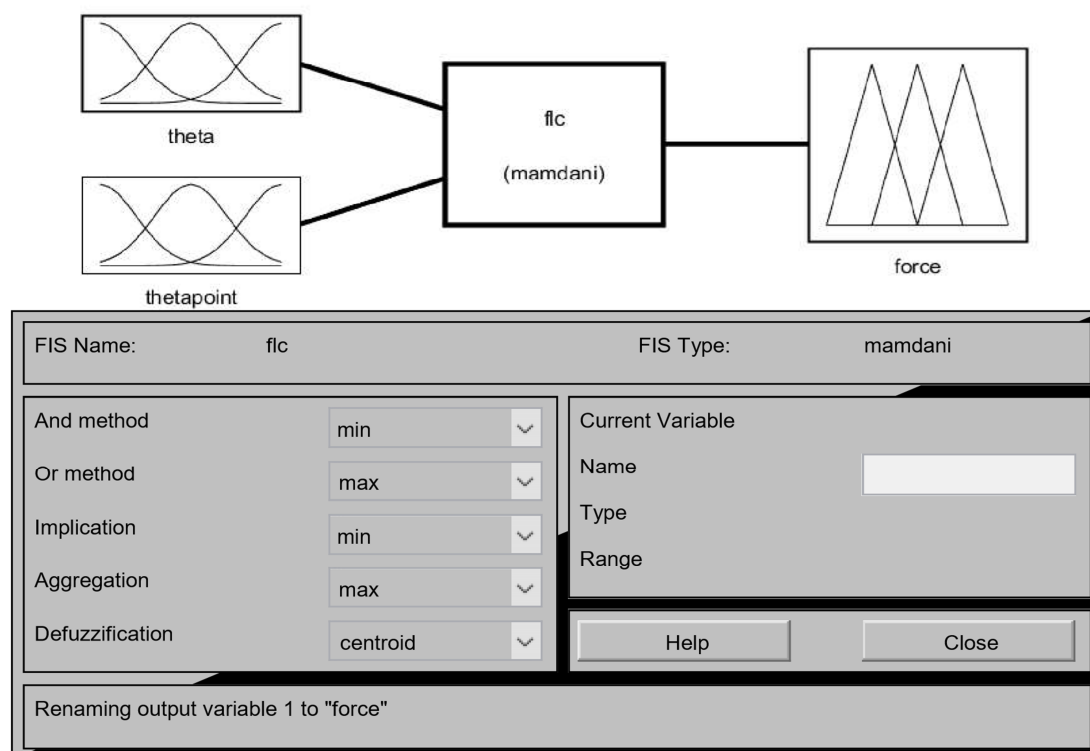 theta
flc
(mamdani)
thetapoint
force
FIS Name: flc FIS Type: mamdani
And method min
Or method max
Implication min
Aggregation max
Defuzzification centroid
Current Variable
Name
Type
Range
Help Close
Renaming output variable 1 to "force"